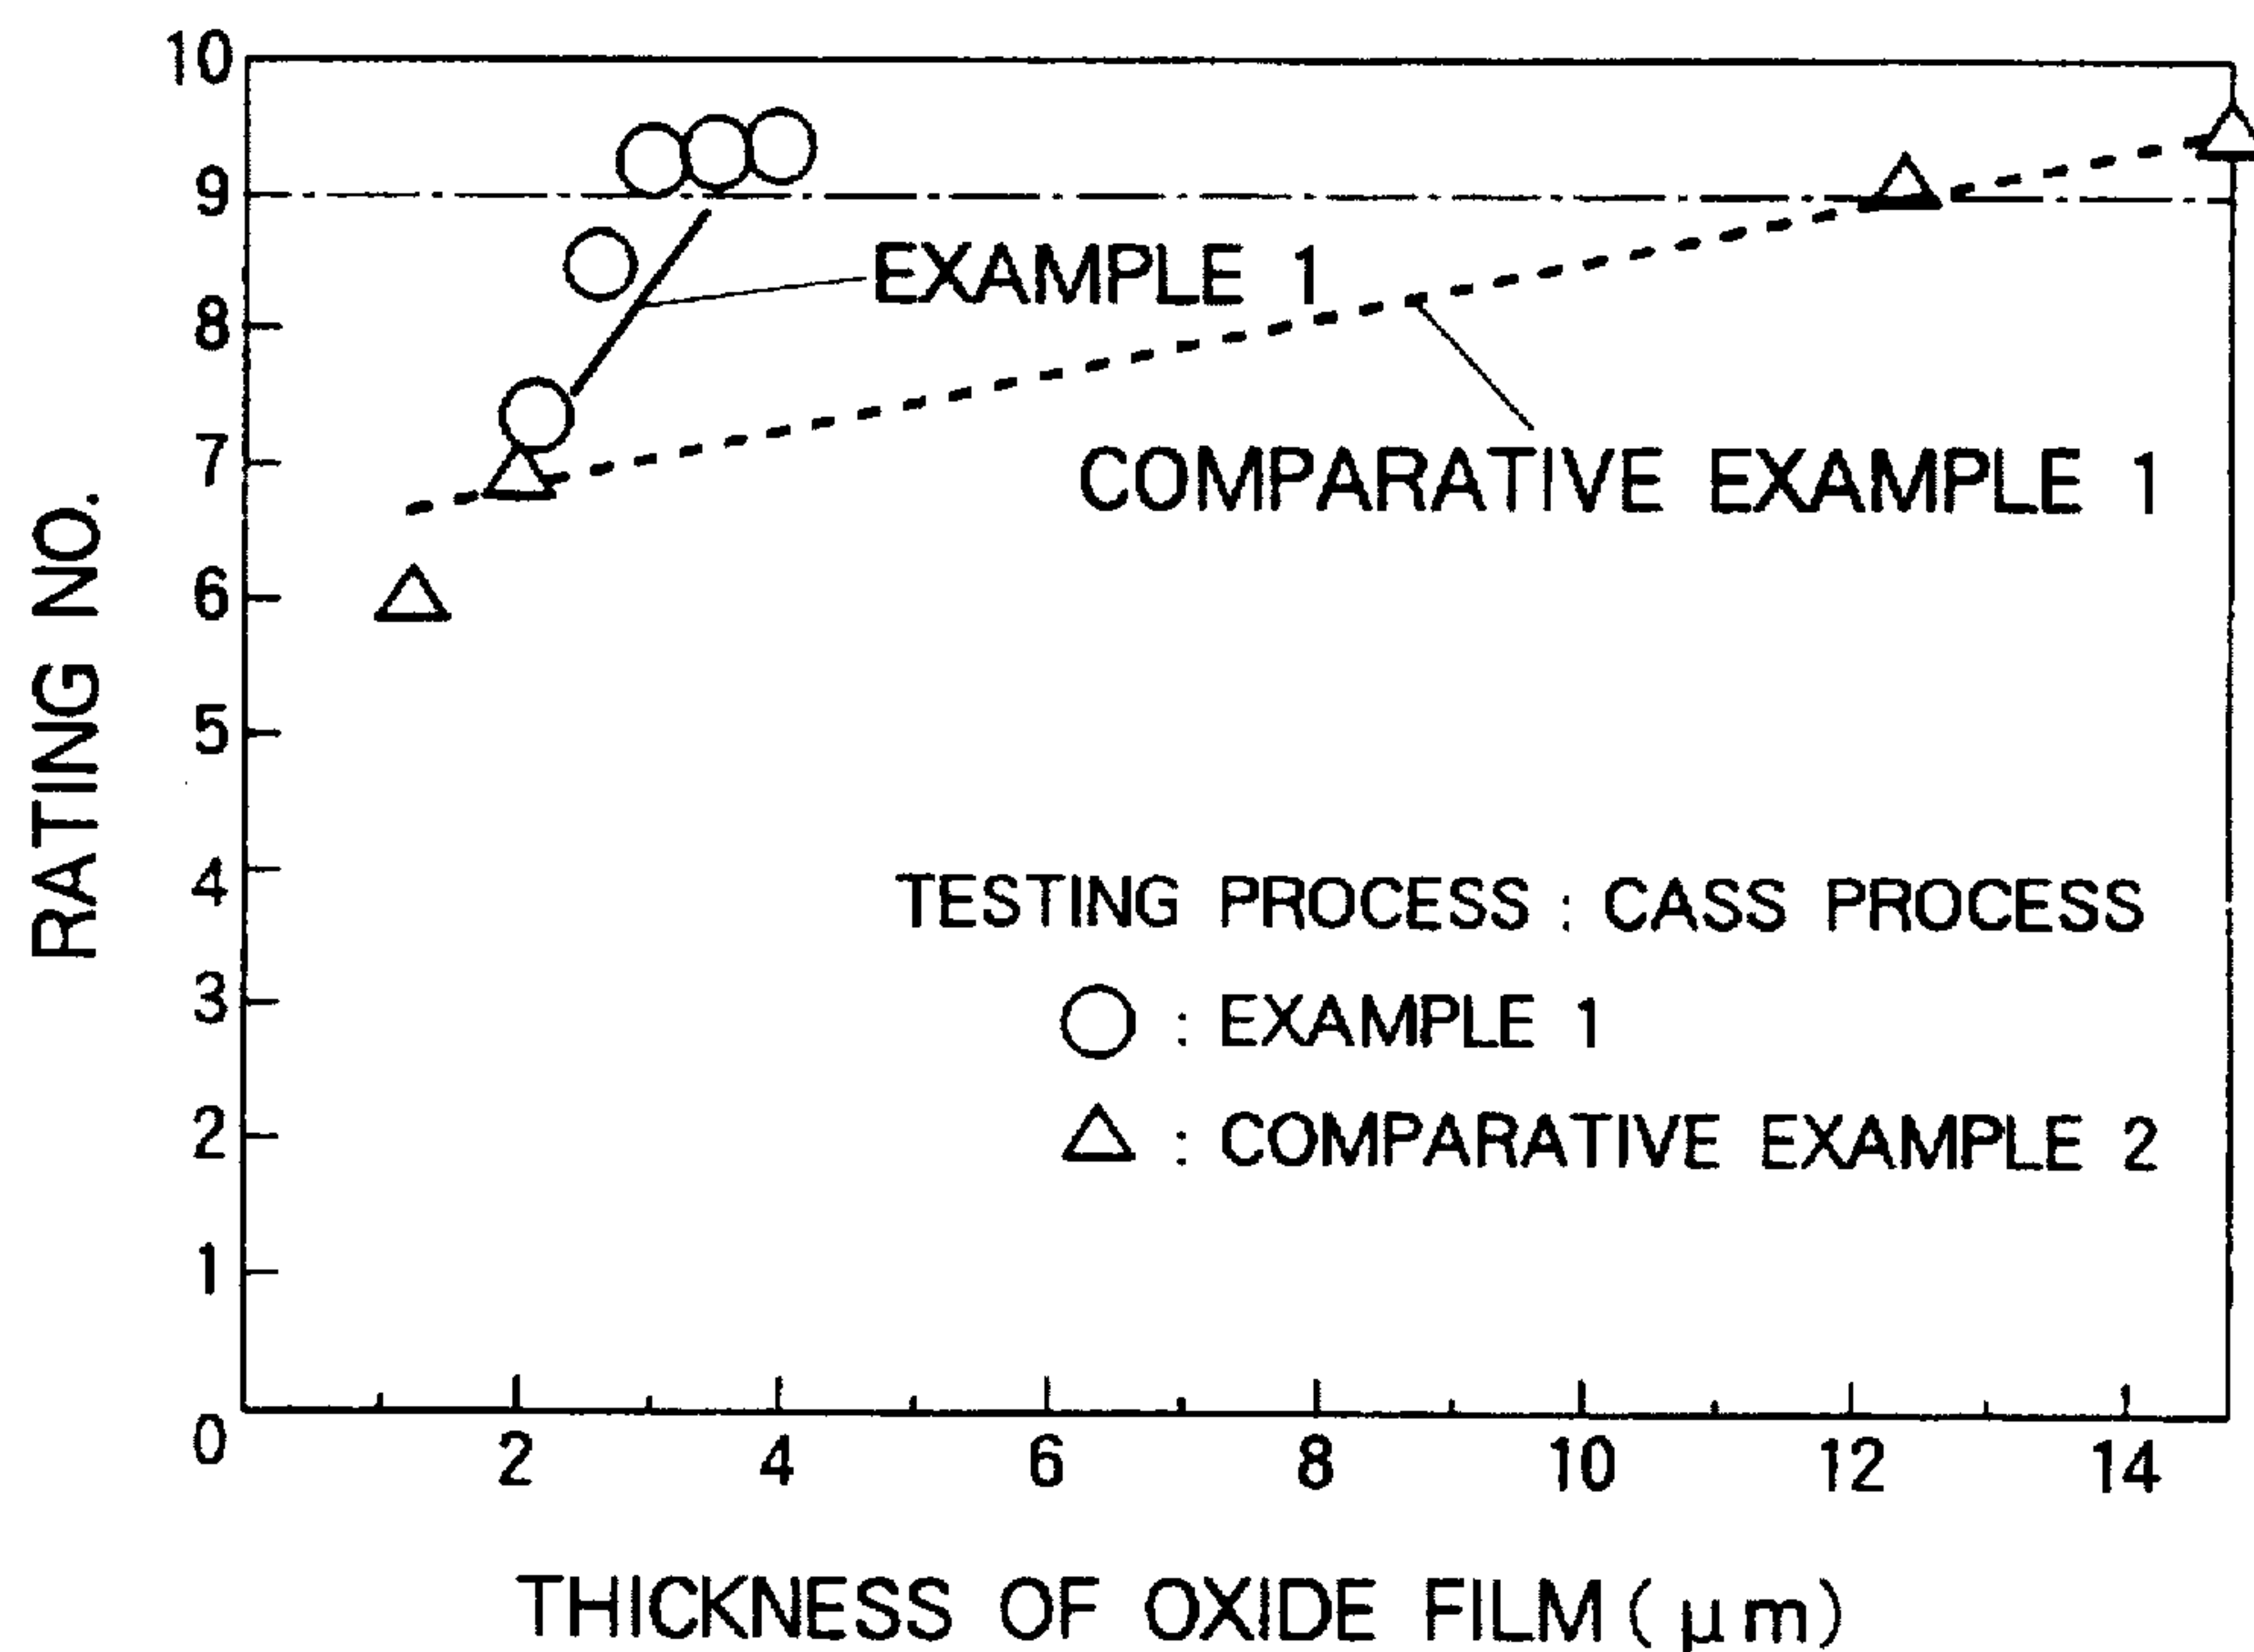 10
9
8
7
6
5
4
3
2
1
0
RATING NO.
EXAMPLE 1
COMPARATIVE EXAMPLE 1
TESTING PROCESS : CASS PROCESS
: EXAMPLE 1
: COMPARATIVE EXAMPLE 2
2 4 6 8 10 12 14
THICKNESS OF OXIDE FILM (μm)